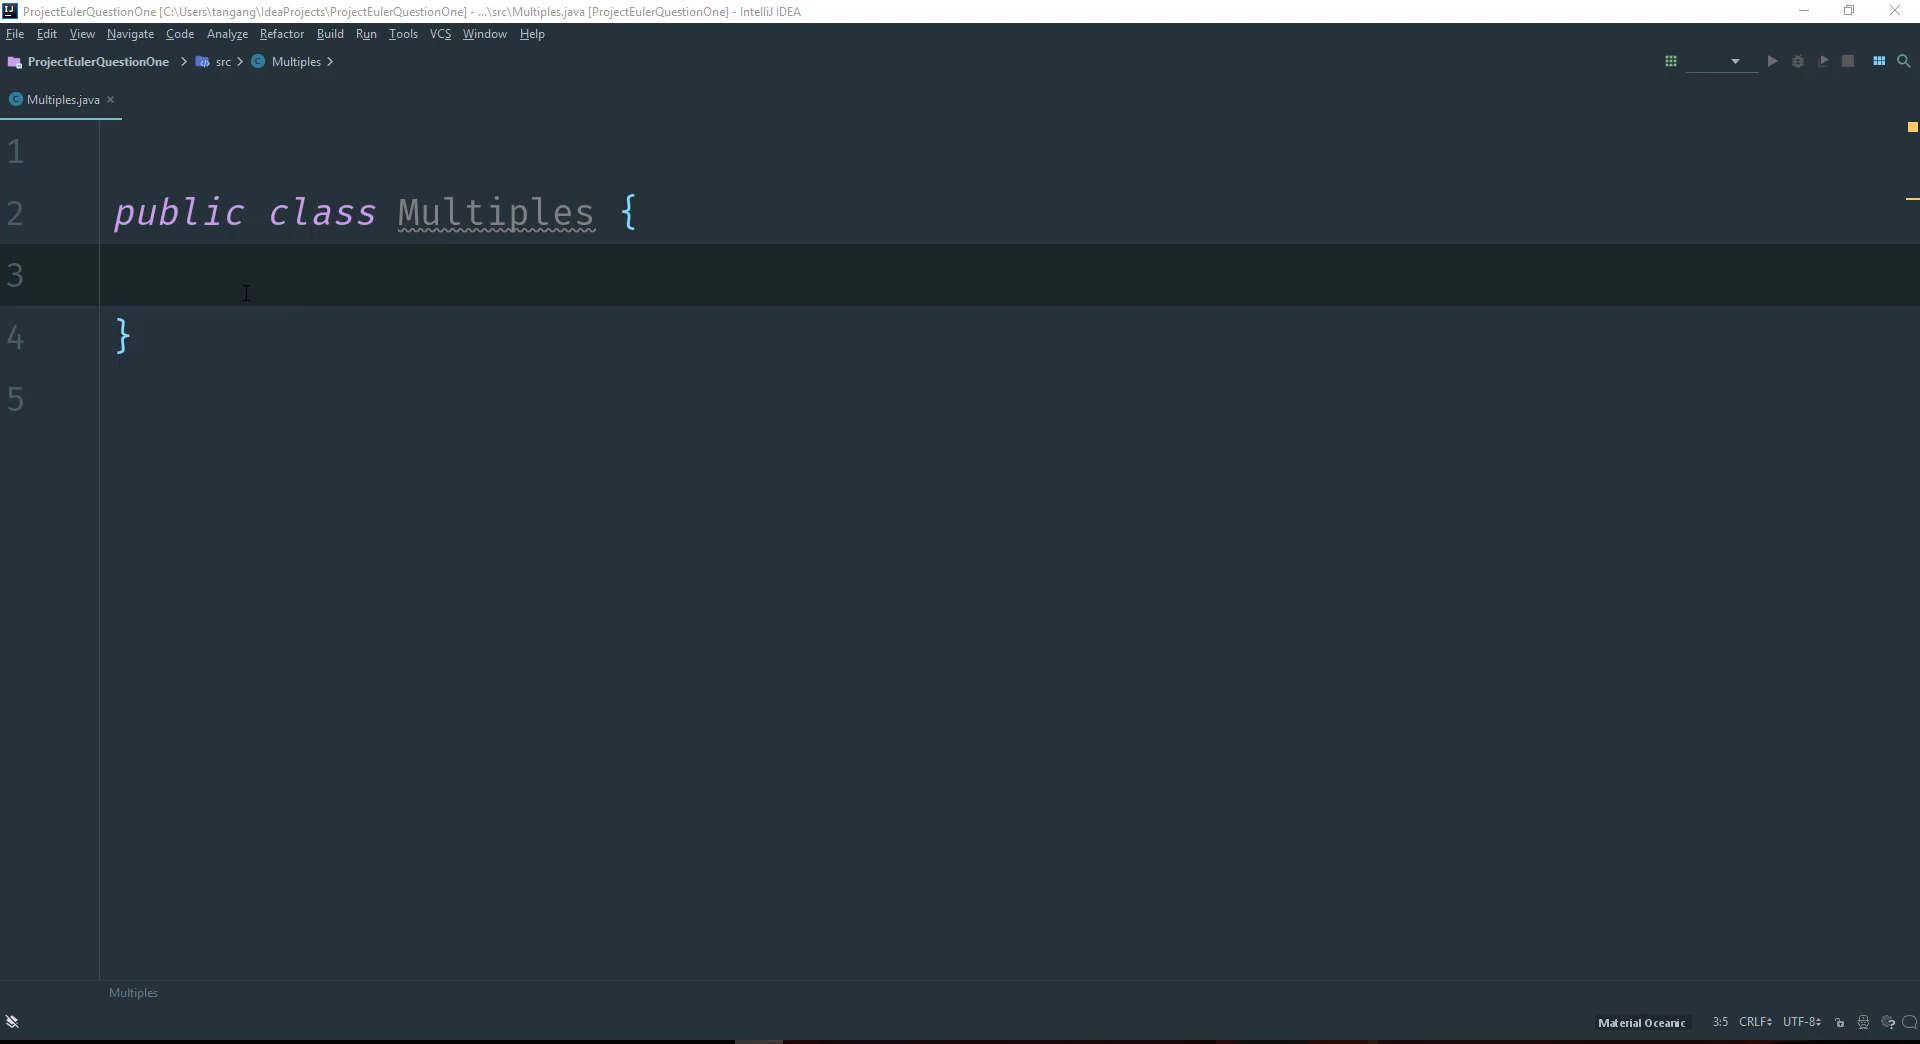 ProjectEulerQuestionOne [C:\Users\tangang\IdeaProjects\ProjectEulerQuestionOne] - ...\src\Multiples.java [ProjectEulerQuestionOne] - IntelliJ IDEA
File Edit View Navigate Code Analyze Refactor Build Run Tools VCS Window Help
ProjectEulerQuestionOne src Multiples
Multiples.java
1
2 public class Multiples {
3
4 }
5
Multiples
Material Oceanic 3:5 CRLF UTF-8